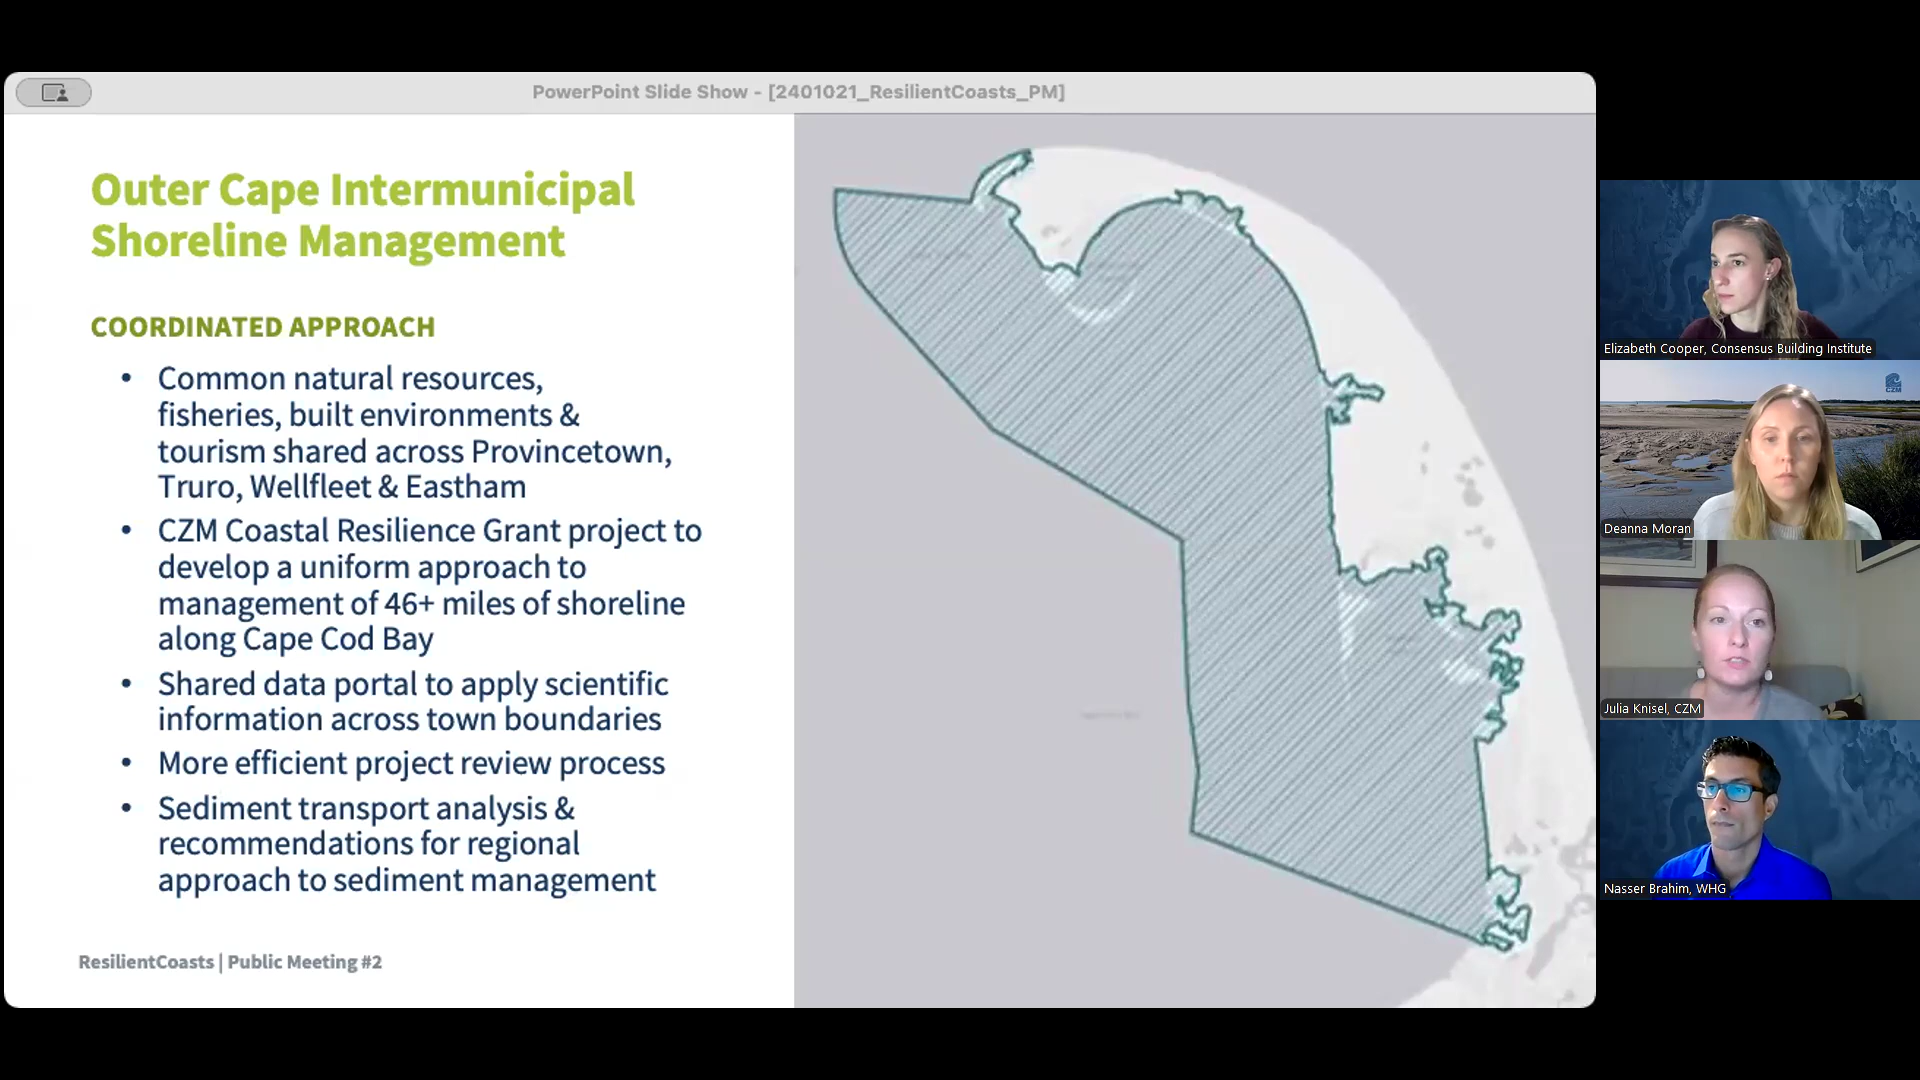 PowerPoint Slide Show - [2401021_ResilientCoasts_PM]
Outer Cape Intermunicipal
Shoreline Management
COORDINATED APPROACH
• Common natural resources,
fisheries, built environments &
tourism shared across Provincetown,
Truro, Wellfleet & Eastham
• CZM Coastal Resilience Grant project to
develop a uniform approach to
management of 46+ miles of shoreline
along Cape Cod Bay
• Shared data portal to apply scientific
information across town boundaries
• More efficient project review process
• Sediment transport analysis &
recommendations for regional
approach to sediment management
ResilientCoasts | Public Meeting #2
Elizabeth Cooper, Consensus Building Institute
CZM
Deanna Moran
Julia Knisel, CZM
Nasser Brahim, WHG